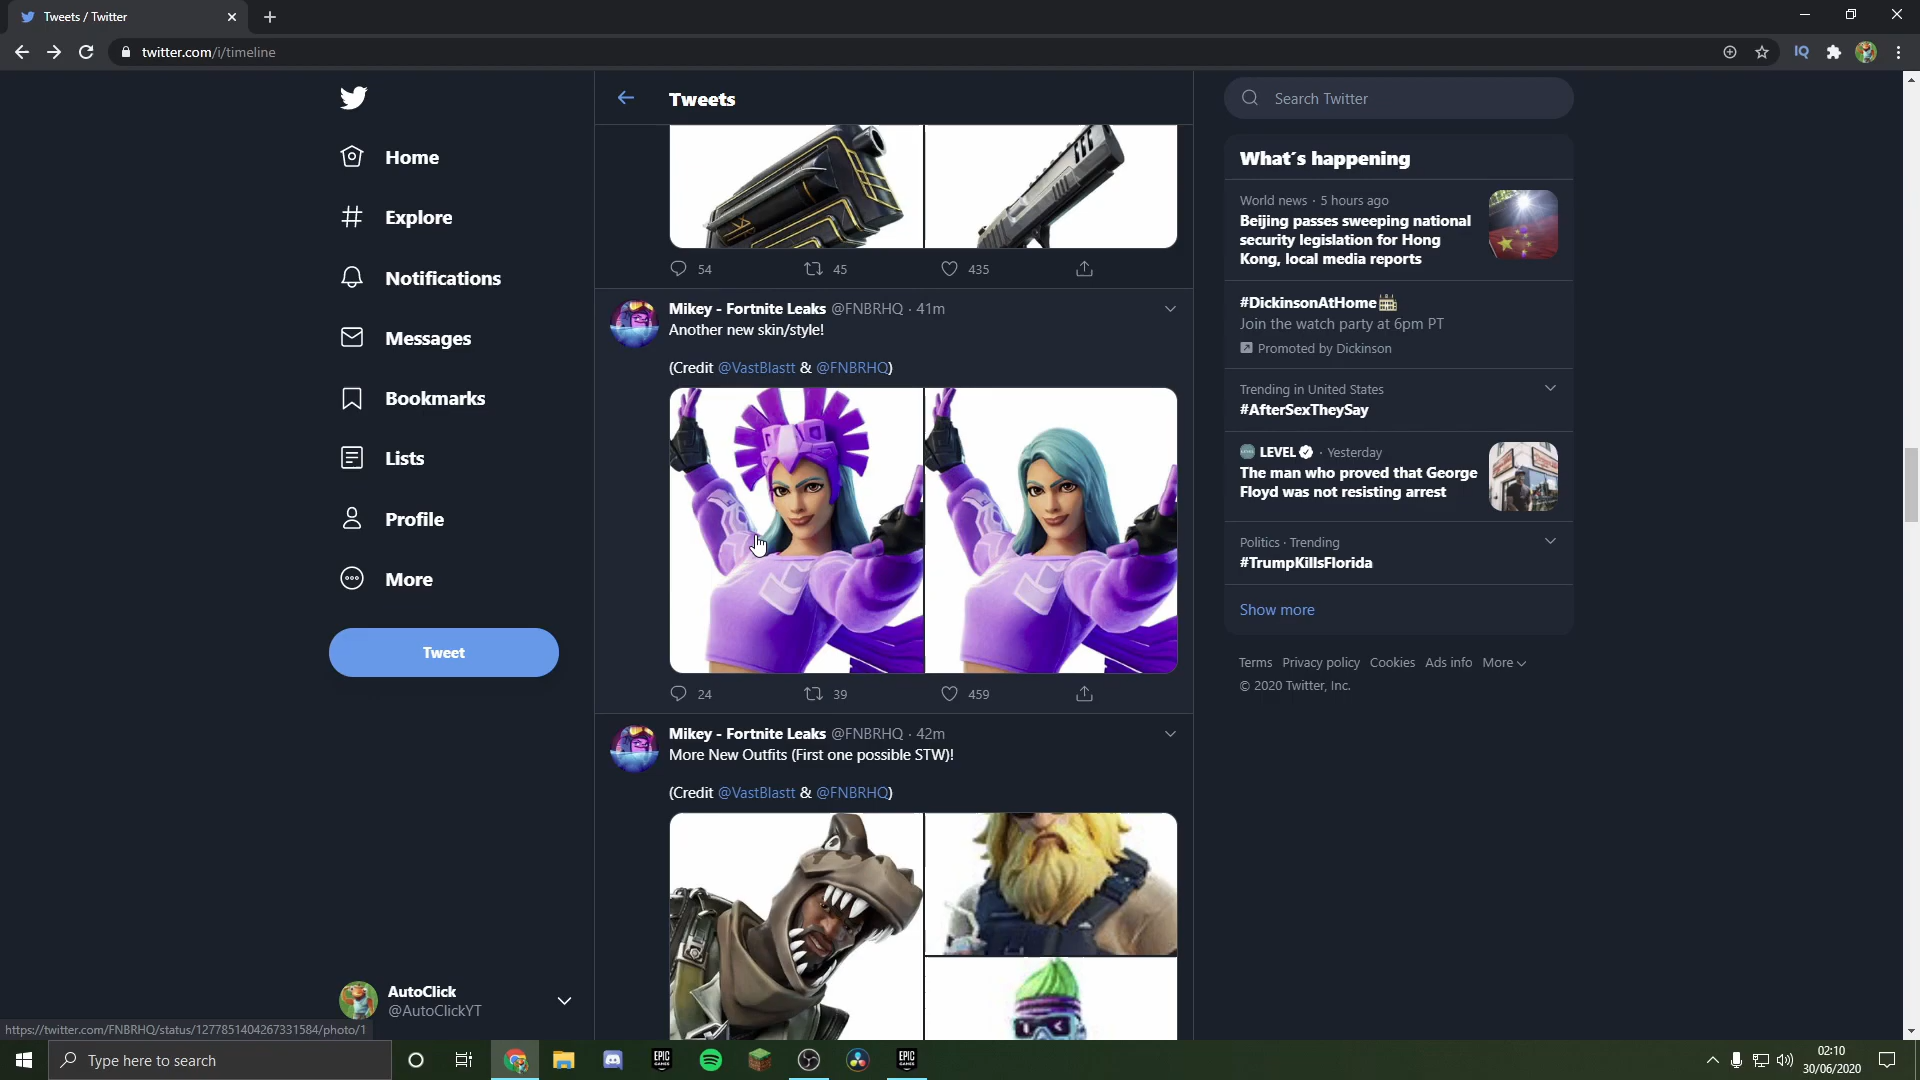 Tweets / Twitter
twitter.com/i/timeline
IQ
Home
Explore
Notifications
Messages
Bookmarks
Lists
Profile
More
Tweet
AutoClick
@AutoClickYT
https://twitter.com/FNBRHQ/status/1277851404267331584/photo/1
Tweets
54 45 435
Mikey - Fortnite Leaks @FNBRHQ · 41m
Another new skin/style!
(Credit @VastBlastt & @FNBRHQ)
24 39 459
Mikey - Fortnite Leaks @FNBRHQ · 42m
More New Outfits (First one possible STW)!
(Credit @VastBlastt & @FNBRHQ)
Search Twitter
What´s happening
World news · 5 hours ago
Beijing passes sweeping national
security legislation for Hong
Kong, local media reports
#DickinsonAtHome
Join the watch party at 6pm PT
Promoted by Dickinson
Trending in United States
#AfterSexTheySay
LEVEL · Yesterday
The man who proved that George
Floyd was not resisting arrest
Politics · Trending
#TrumpKillsFlorida
Show more
Terms Privacy policy Cookies Ads info More
© 2020 Twitter, Inc.
Type here to search
EPIC GAMES
EPIC GAMES
02:10
30/06/2020